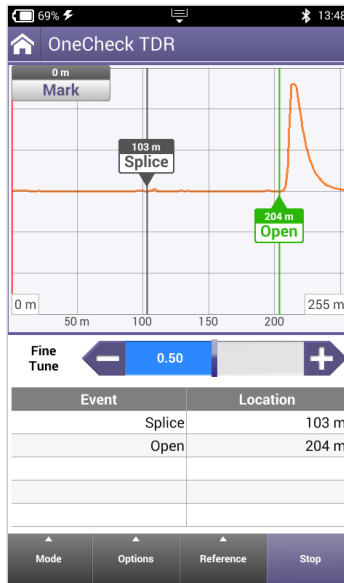 69% 13:48
OneCheck TDR
0 m
Mark
103 m
Splice
204 m
Open
0 m 255 m
50 m 100 150 200
Fine
Tune
0.50
Event Location
Splice 103 m
Open 204 m
Mode Options Reference Stop